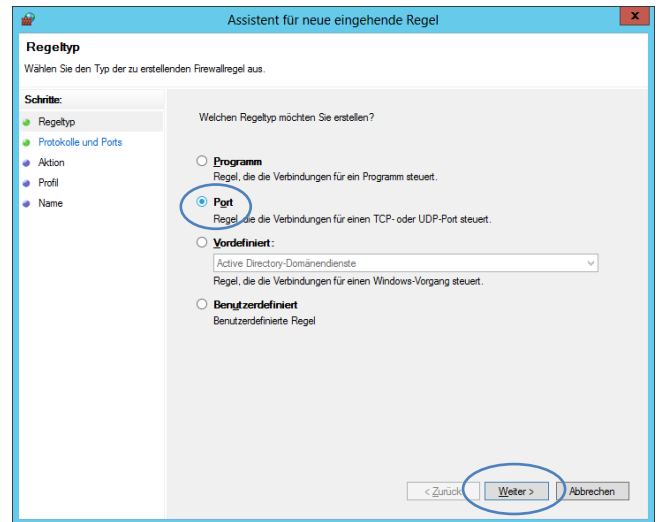 Assistent für neue eingehende Regel
x
Regeltyp
Wählen Sie den Typ der zu erstellenden Firewallregel aus.
Schritte:
Regeltyp
Protokolle und Ports
Aktion
Profil
Name
Welchen Regeltyp möchten Sie erstellen?
Programm
Regel, die die Verbindungen für ein Programm steuert.
Port
Regel, die die Verbindungen für einen TCP- oder UDP-Port steuert.
Vordefiniert:
Active Directory-Domänendienste
Regel, die die Verbindungen für einen Windows-Vorgang steuert.
Benutzerdefiniert
Benutzerdefinierte Regel
< Zurück
Weiter >
Abbrechen